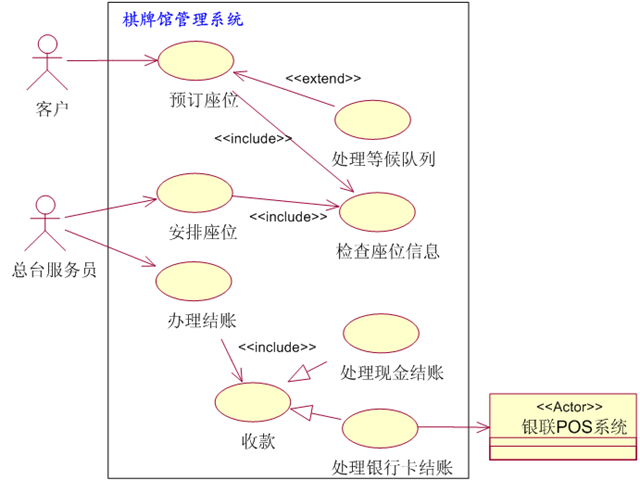 棋牌馆管理系统
客户
预订座位
<<extend>>
处理等候队列
<<include>>
安排座位
<<include>>
检查座位信息
总台服务员
办理结账
<<include>>
处理现金结账
收款
处理银行卡结账
<<Actor>>
银联POS系统